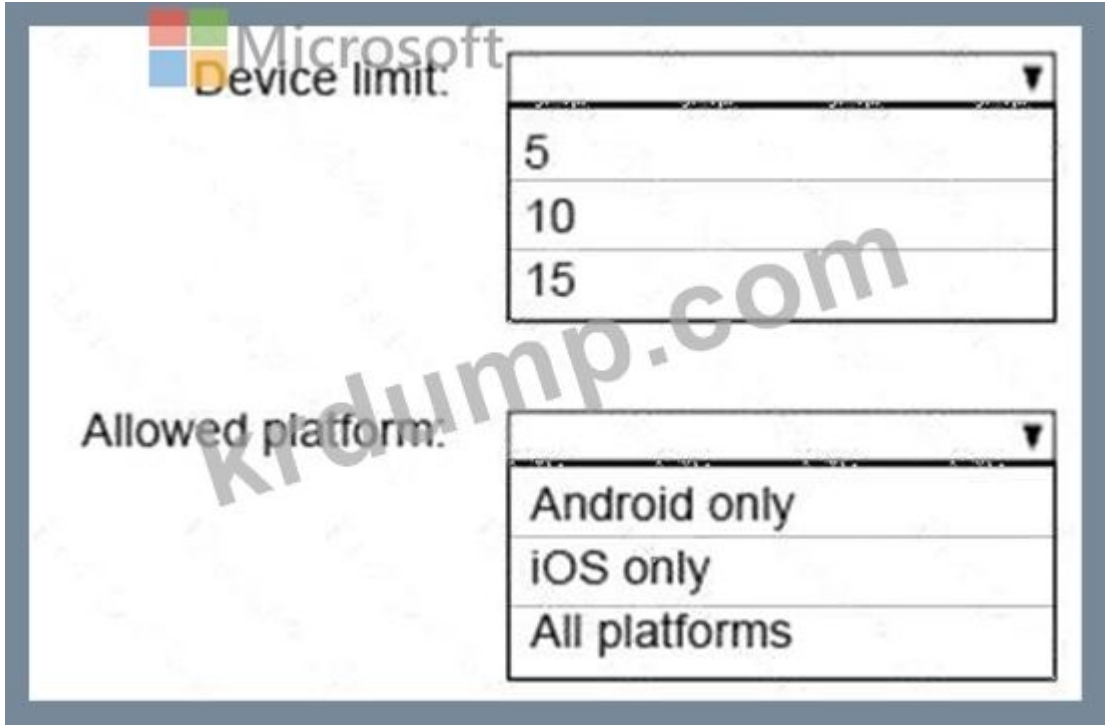 Microsoft
Device limit:
5
10
15
krdump.com
Allowed platform:
Android only
iOS only
All platforms